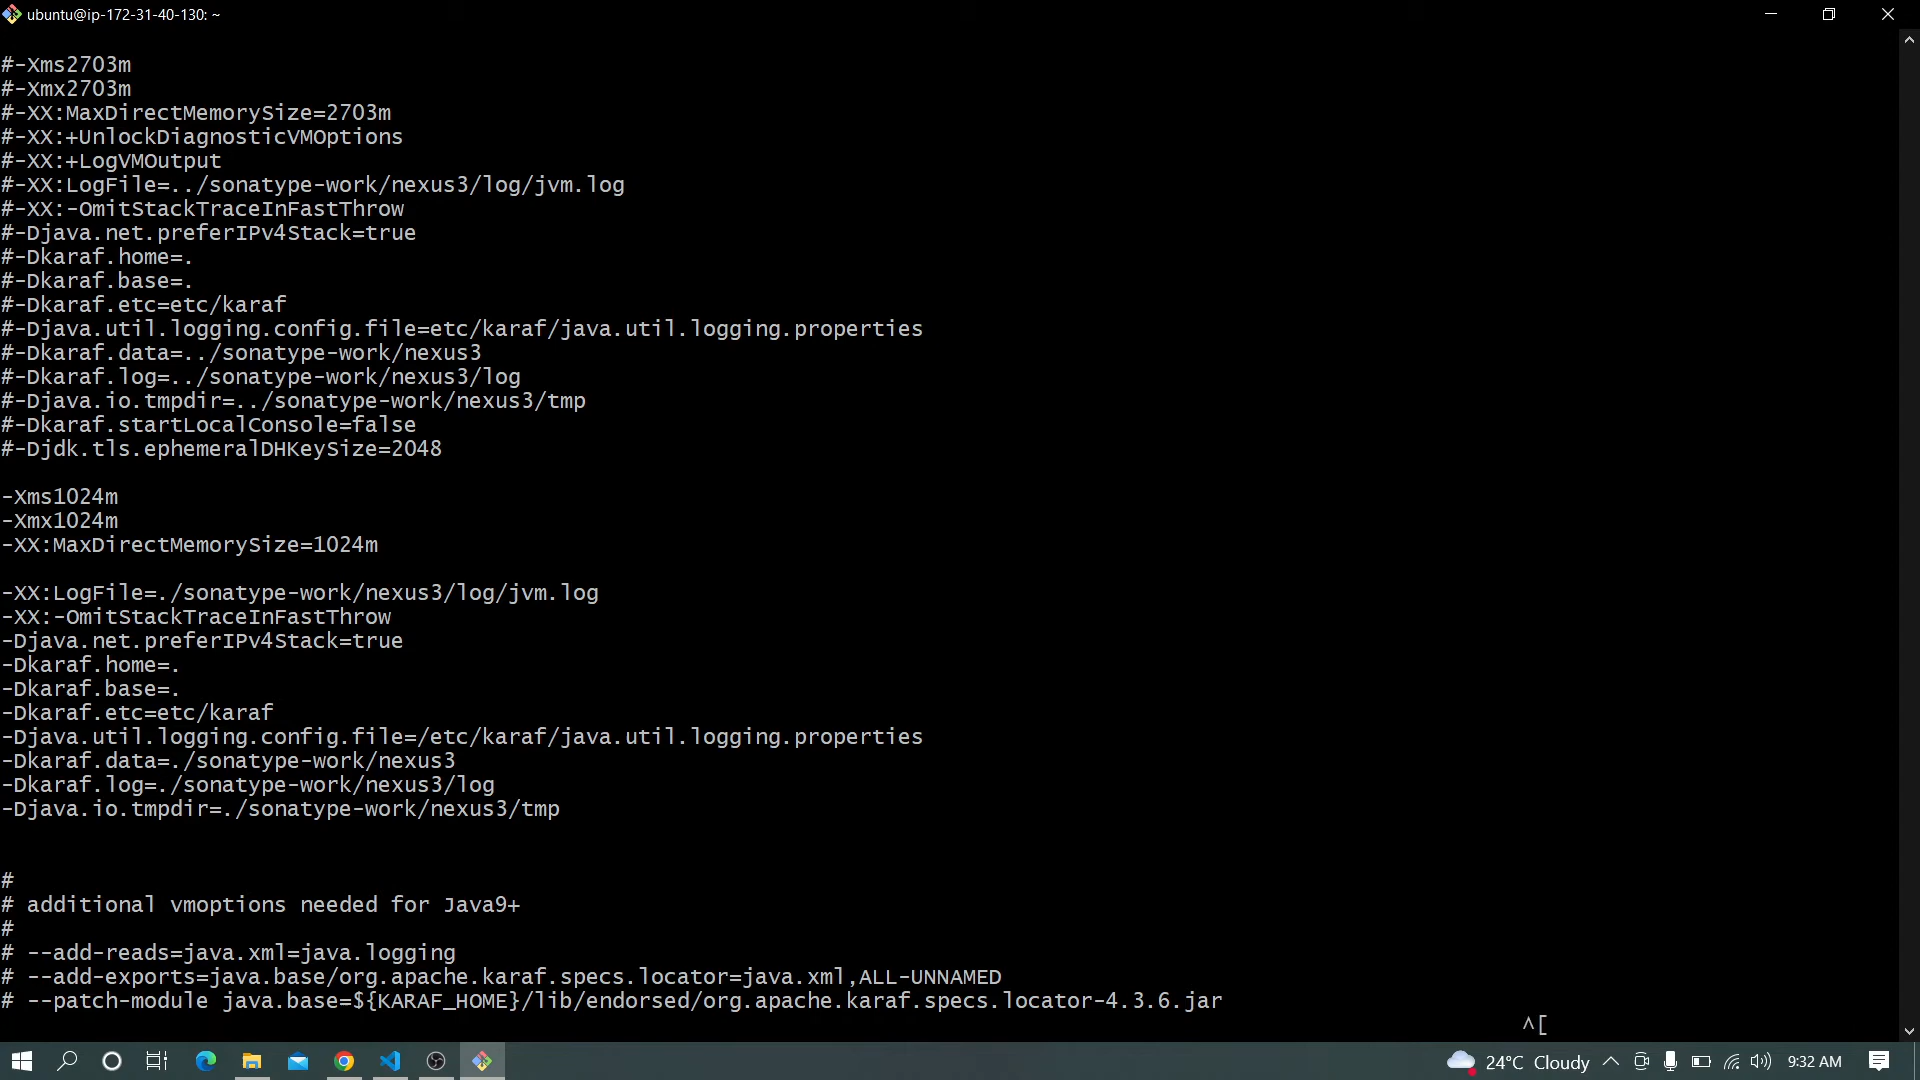 ubuntu@ip-172-31-40-130: ~
#-Xms2703m
#-Xmx2703m
#-XX:MaxDirectMemorySize=2703m
#-XX:+UnlockDiagnosticVMOptions
#-XX:+LogVMOutput
#-XX:LogFile=../sonatype-work/nexus3/log/jvm.log
#-XX:-OmitStackTraceInFastThrow
#-Djava.net.preferIPv4Stack=true
#-Dkaraf.home=.
#-Dkaraf.base=.
#-Dkaraf.etc=etc/karaf
#-Djava.util.logging.config.file=etc/karaf/java.util.logging.properties
#-Dkaraf.data=../sonatype-work/nexus3
#-Dkaraf.log=../sonatype-work/nexus3/log
#-Djava.io.tmpdir=../sonatype-work/nexus3/tmp
#-Dkaraf.startLocalConsole=false
#-Djdk.tls.ephemeralDHKeySize=2048
-Xms1024m
-Xmx1024m
-XX:MaxDirectMemorySize=1024m
-XX:LogFile=./sonatype-work/nexus3/log/jvm.log
-XX:-OmitStackTraceInFastThrow
-Djava.net.preferIPv4Stack=true
-Dkaraf.home=.
-Dkaraf.base=.
-Dkaraf.etc=etc/karaf
-Djava.util.logging.config.file=/etc/karaf/java.util.logging.properties
-Dkaraf.data=./sonatype-work/nexus3
-Dkaraf.log=./sonatype-work/nexus3/log
-Djava.io.tmpdir=./sonatype-work/nexus3/tmp
#
# additional vmoptions needed for Java9+
#
# --add-reads=java.xml=java.logging
# --add-exports=java.base/org.apache.karaf.specs.locator=java.xml,ALL-UNNAMED
# --patch-module java.base=${KARAF_HOME}/lib/endorsed/org.apache.karaf.specs.locator-4.3.6.jar
^[
24°C Cloudy 9:32 AM